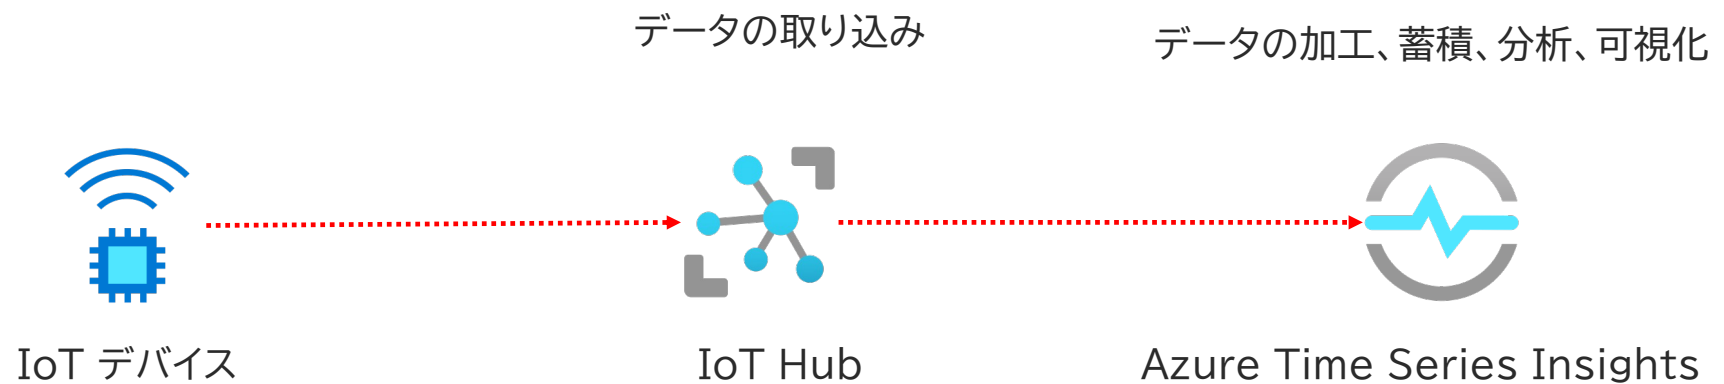 データの取り込み
データの加工、蓄積、分析、可視化
IoT デバイス
IoT Hub
Azure Time Series Insights